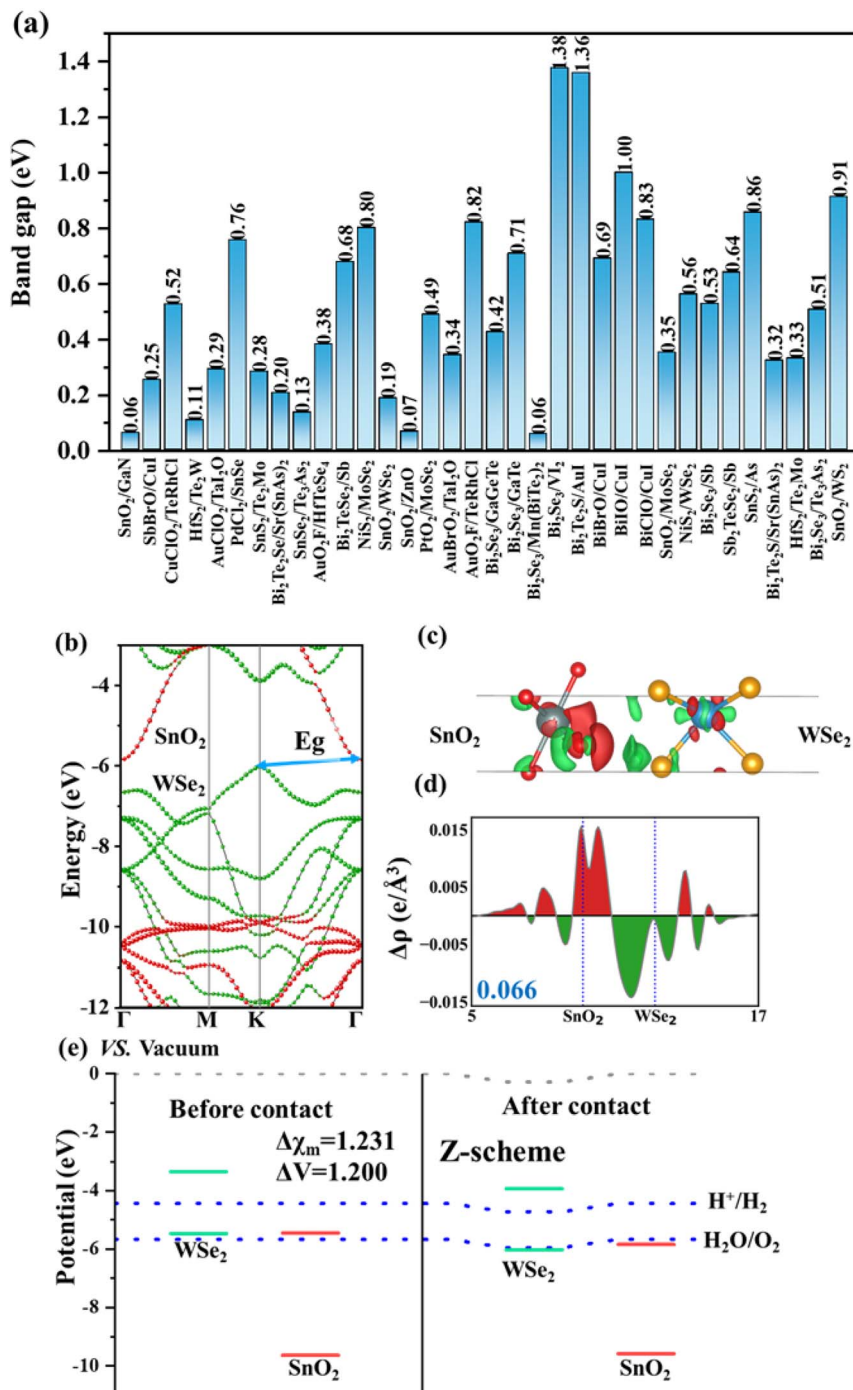 (a)
Band gap (eV)
1.4
1.2
1.0
0.8
0.6
0.4
0.2
0.0
0.06
0.25
0.52
0.11
0.29
0.76
0.28
0.20
0.13
0.38
0.68
0.80
0.19
0.07
0.49
0.34
0.82
0.42
0.71
0.06
1.38
1.36
0.69
1.00
0.83
0.35
0.56
0.53
0.64
0.86
0.32
0.33
0.51
0.91
SnO₂/GaN
SbBrO/CuI
CuClO₂/TeRhCl
HfS₂/Te₂W
AuClO₂/TaI₂O
PdCl₂/SnSe
SnS₂/Te₂Mo
Bi₂Te₂Se/Sr(SnAs)₂
SnSe₂/Te₃As₂
AuO₂F/HfTeSe₄
Bi₂TeSe₂/Sb
NiS₂/MoSe₂
SnO₂/WSe₂
SnO₂/ZnO
PtO₂/MoSe₂
AuBrO₂/TaI₂O
AuO₂F/TeRhCl
Bi₂Se₃/GaGeTe
Bi₂Se₃/GaTe
Bi₂Se₃/Mn(BiTe₂)₂
Bi₂Se₃/VI₂
Bi₂Te₂S/AuI
BiBrO/CuI
BiIO/CuI
BiClO/CuI
SnO₂/MoSe₂
NiS₂/WSe₂
Bi₂Se₃/Sb
Sb₂TeSe₂/Sb
SnS₂/As
Bi₂Te₂S/Sr(SnAs)₂
HfS₂/Te₂Mo
Bi₂Se₃/Te₃As₂
SnO₂/WS₂
(b)
Energy (eV)
-4
-6
-8
-10
-12
SnO₂
WSe₂
Eg
Γ M K Γ
(c)
SnO₂ WSe₂
(d)
Δρ (e/Å³)
0.015
0.005
−0.005
−0.015
0.066
5 SnO₂ WSe₂ 17
(e) VS. Vacuum
Potential (eV)
0
-2
-4
-6
-8
-10
Before contact
Δχm=1.231
ΔV=1.200
WSe₂
SnO₂
After contact
Z-scheme
H⁺/H₂
H₂O/O₂
WSe₂
SnO₂